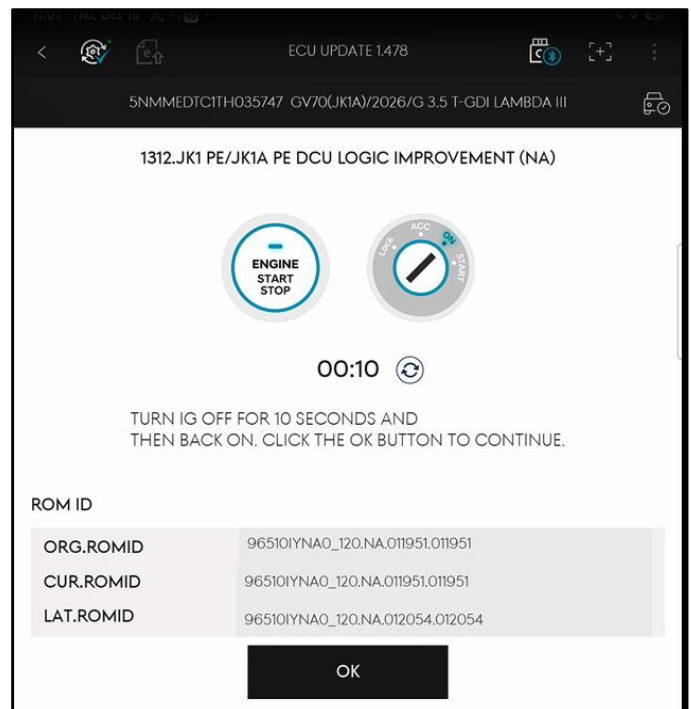 ECU UPDATE 1.478
5NMMEDTC1TH035747 GV70(JK1A)/2026/G 3.5 T-GDI LAMBDA III
1312.JK1 PE/JK1A PE DCU LOGIC IMPROVEMENT (NA)
ENGINE
START
STOP
Lock
ACC
ON
START
00:10
TURN IG OFF FOR 10 SECONDS AND
THEN BACK ON. CLICK THE OK BUTTON TO CONTINUE.
ROM ID
ORG.ROMID 96510IYNA0_120.NA.011951.011951
CUR.ROMID 96510IYNA0_120.NA.011951.011951
LAT.ROMID 96510IYNA0_120.NA.012054.012054
OK